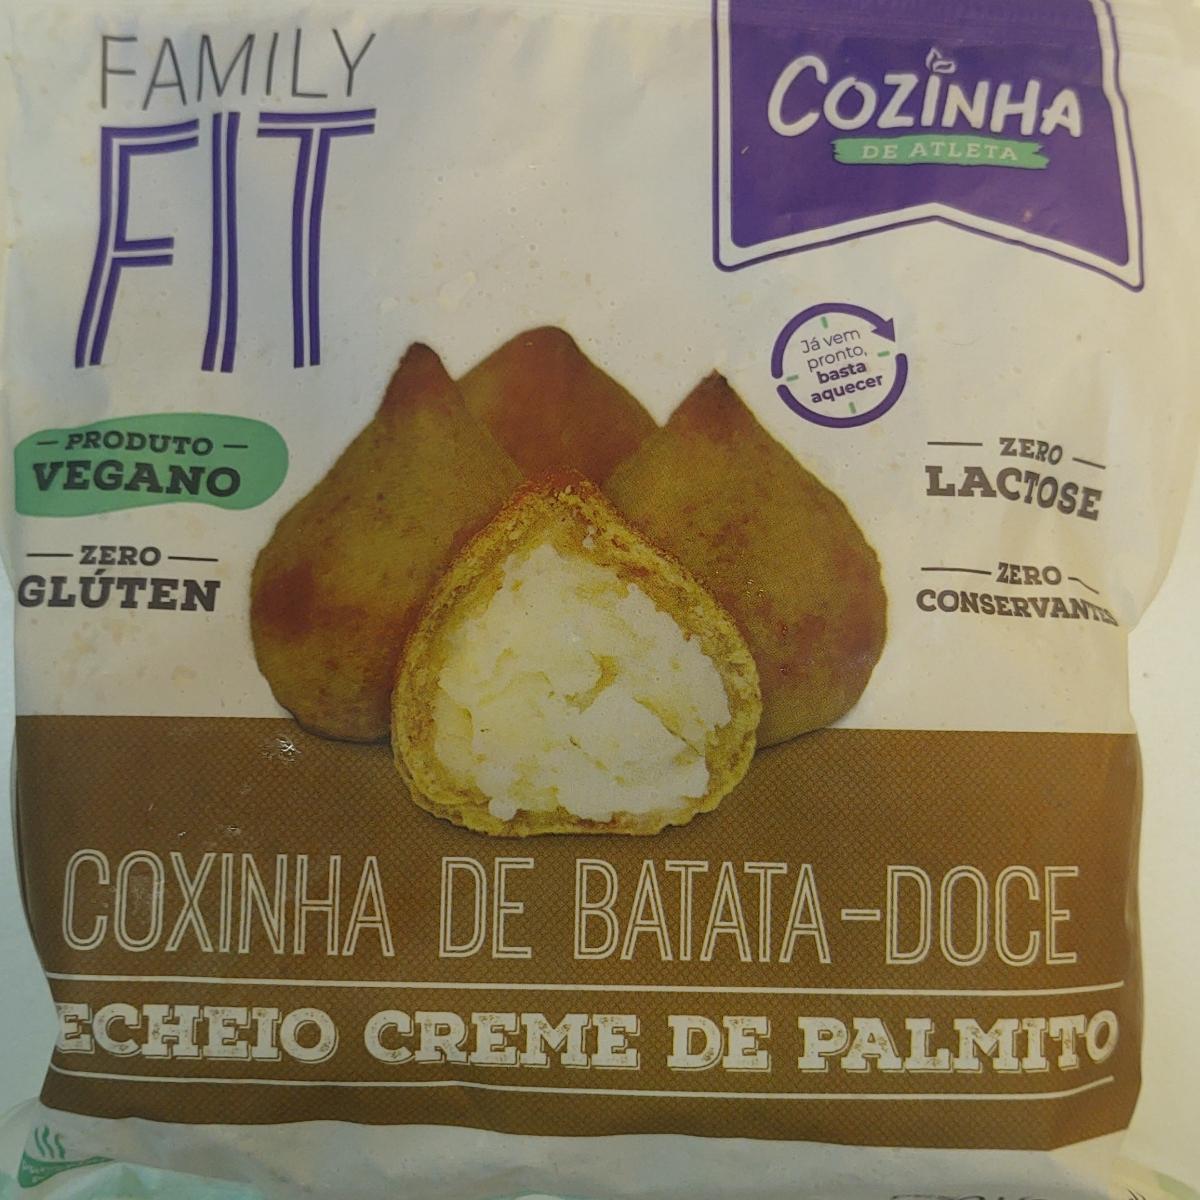 FAMILY
FIT
COZINHA
DE ATLETA
Já vem
pronto,
basta
aquecer
PRODUTO
VEGANO
ZERO
GLÚTEN
ZERO
LACTOSE
ZERO
CONSERVANTES
COXINHA DE BATATA-DOCE
ECHEIO CREME DE PALMITO